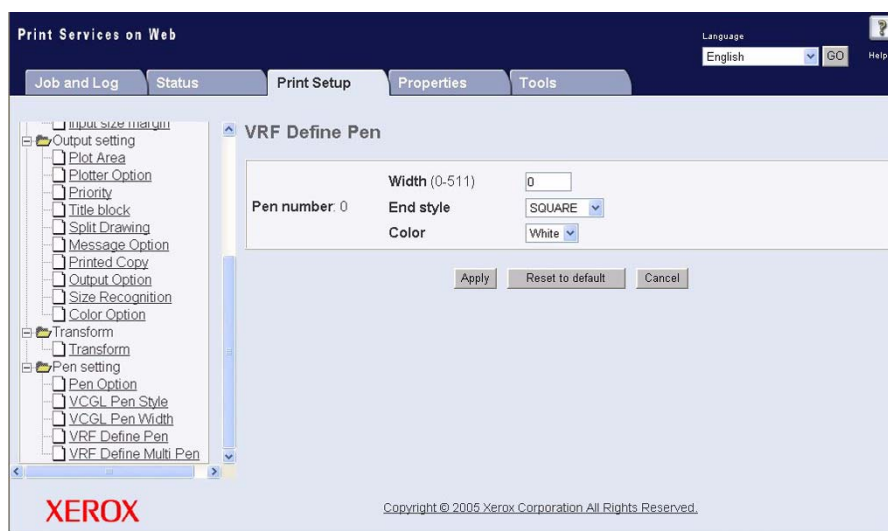 Print Services on Web
Language
English
GO
Help
Job and Log
Status
Print Setup
Properties
Tools
Input size margin
Output setting
Plot Area
Plotter Option
Priority
Title block
Split Drawing
Message Option
Printed Copy
Output Option
Size Recognition
Color Option
Transform
Transform
Pen setting
Pen Option
VCGL Pen Style
VCGL Pen Width
VRF Define Pen
VRF Define Multi Pen
VRF Define Pen
Width (0-511) 0
Pen number: 0 End style SQUARE
Color White
Apply Reset to default Cancel
XEROX
Copyright © 2005 Xerox Corporation All Rights Reserved.